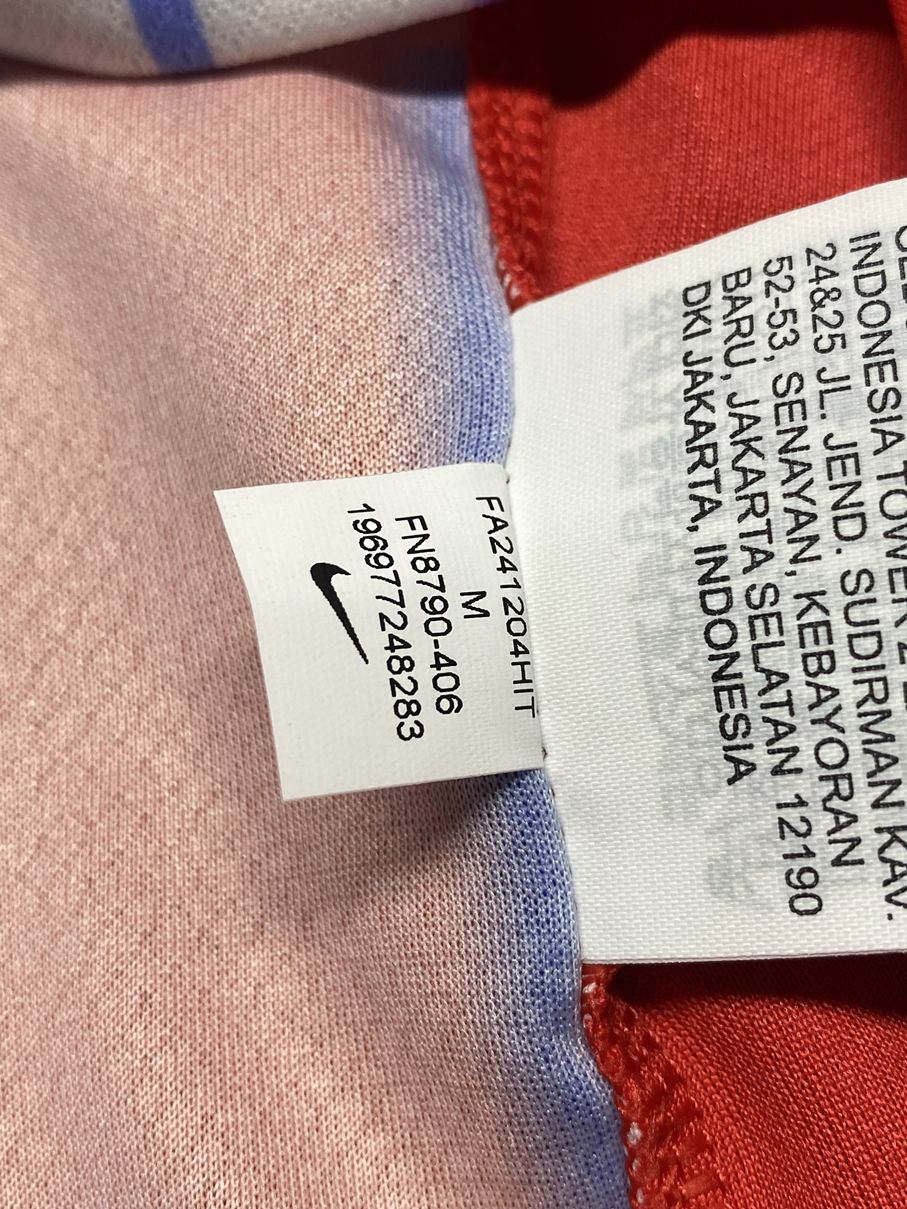 FA241204HIT
M
FN8790-406
196977248283
INDONESIA TOWER
24&25 JL. JEND. SUDIRMAN KAV.
52-53, SENAYAN, KEBAYORAN
BARU, JAKARTA SELATAN 12190
DKI JAKARTA, INDONESIA